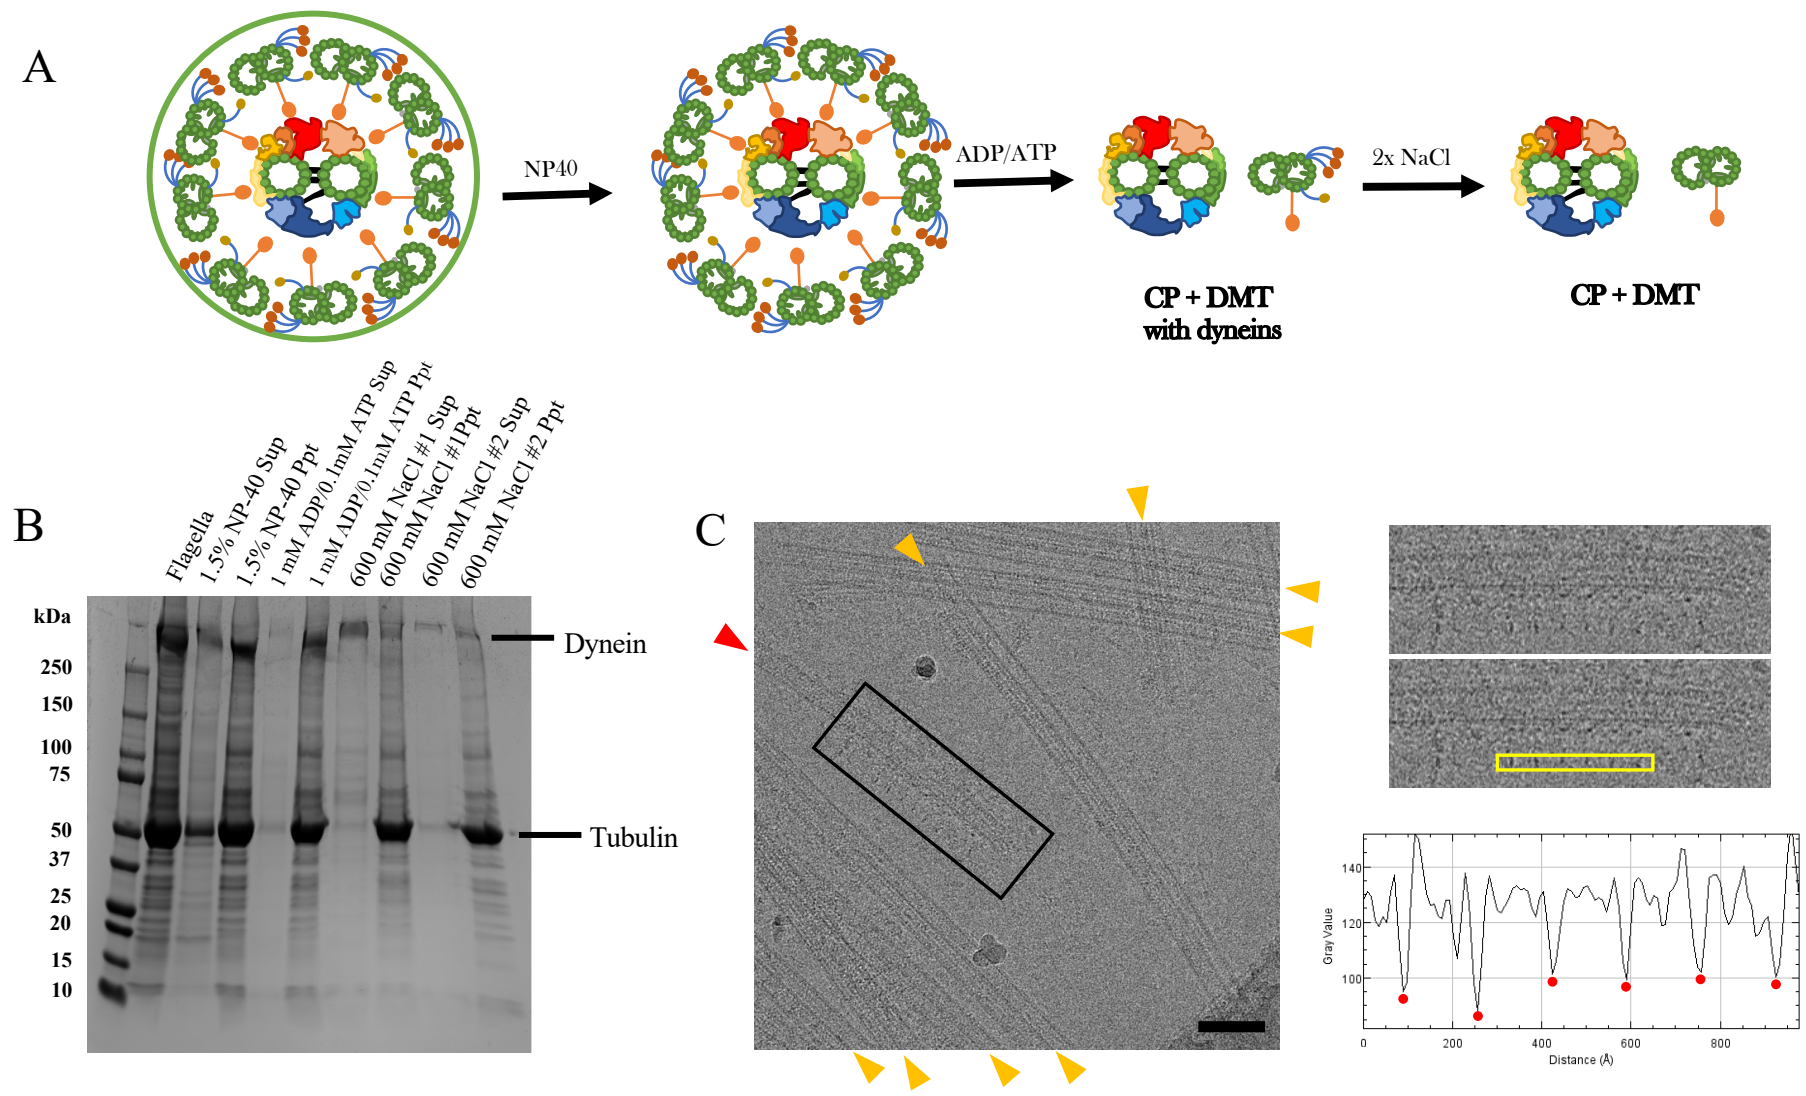 A
NP40
ADP/ATP
2x NaCl
CP + DMT
with dyneins
CP + DMT
B
Flagella
1.5% NP-40 Sup
1.5% NP-40 Ppt
1 mM ADP/0.1mM ATP Sup
1 mM ADP/0.1mM ATP Ppt
600 mM NaCl #1 Sup
600 mM NaCl #1Ppt
600 mM NaCl #2 Sup
600 mM NaCl #2 Ppt
kDa
250
150
100
75
50
37
25
20
15
10
Dynein
Tubulin
C
140
120
100
Gray Value
0
200
400
600
800
Distance (Å)